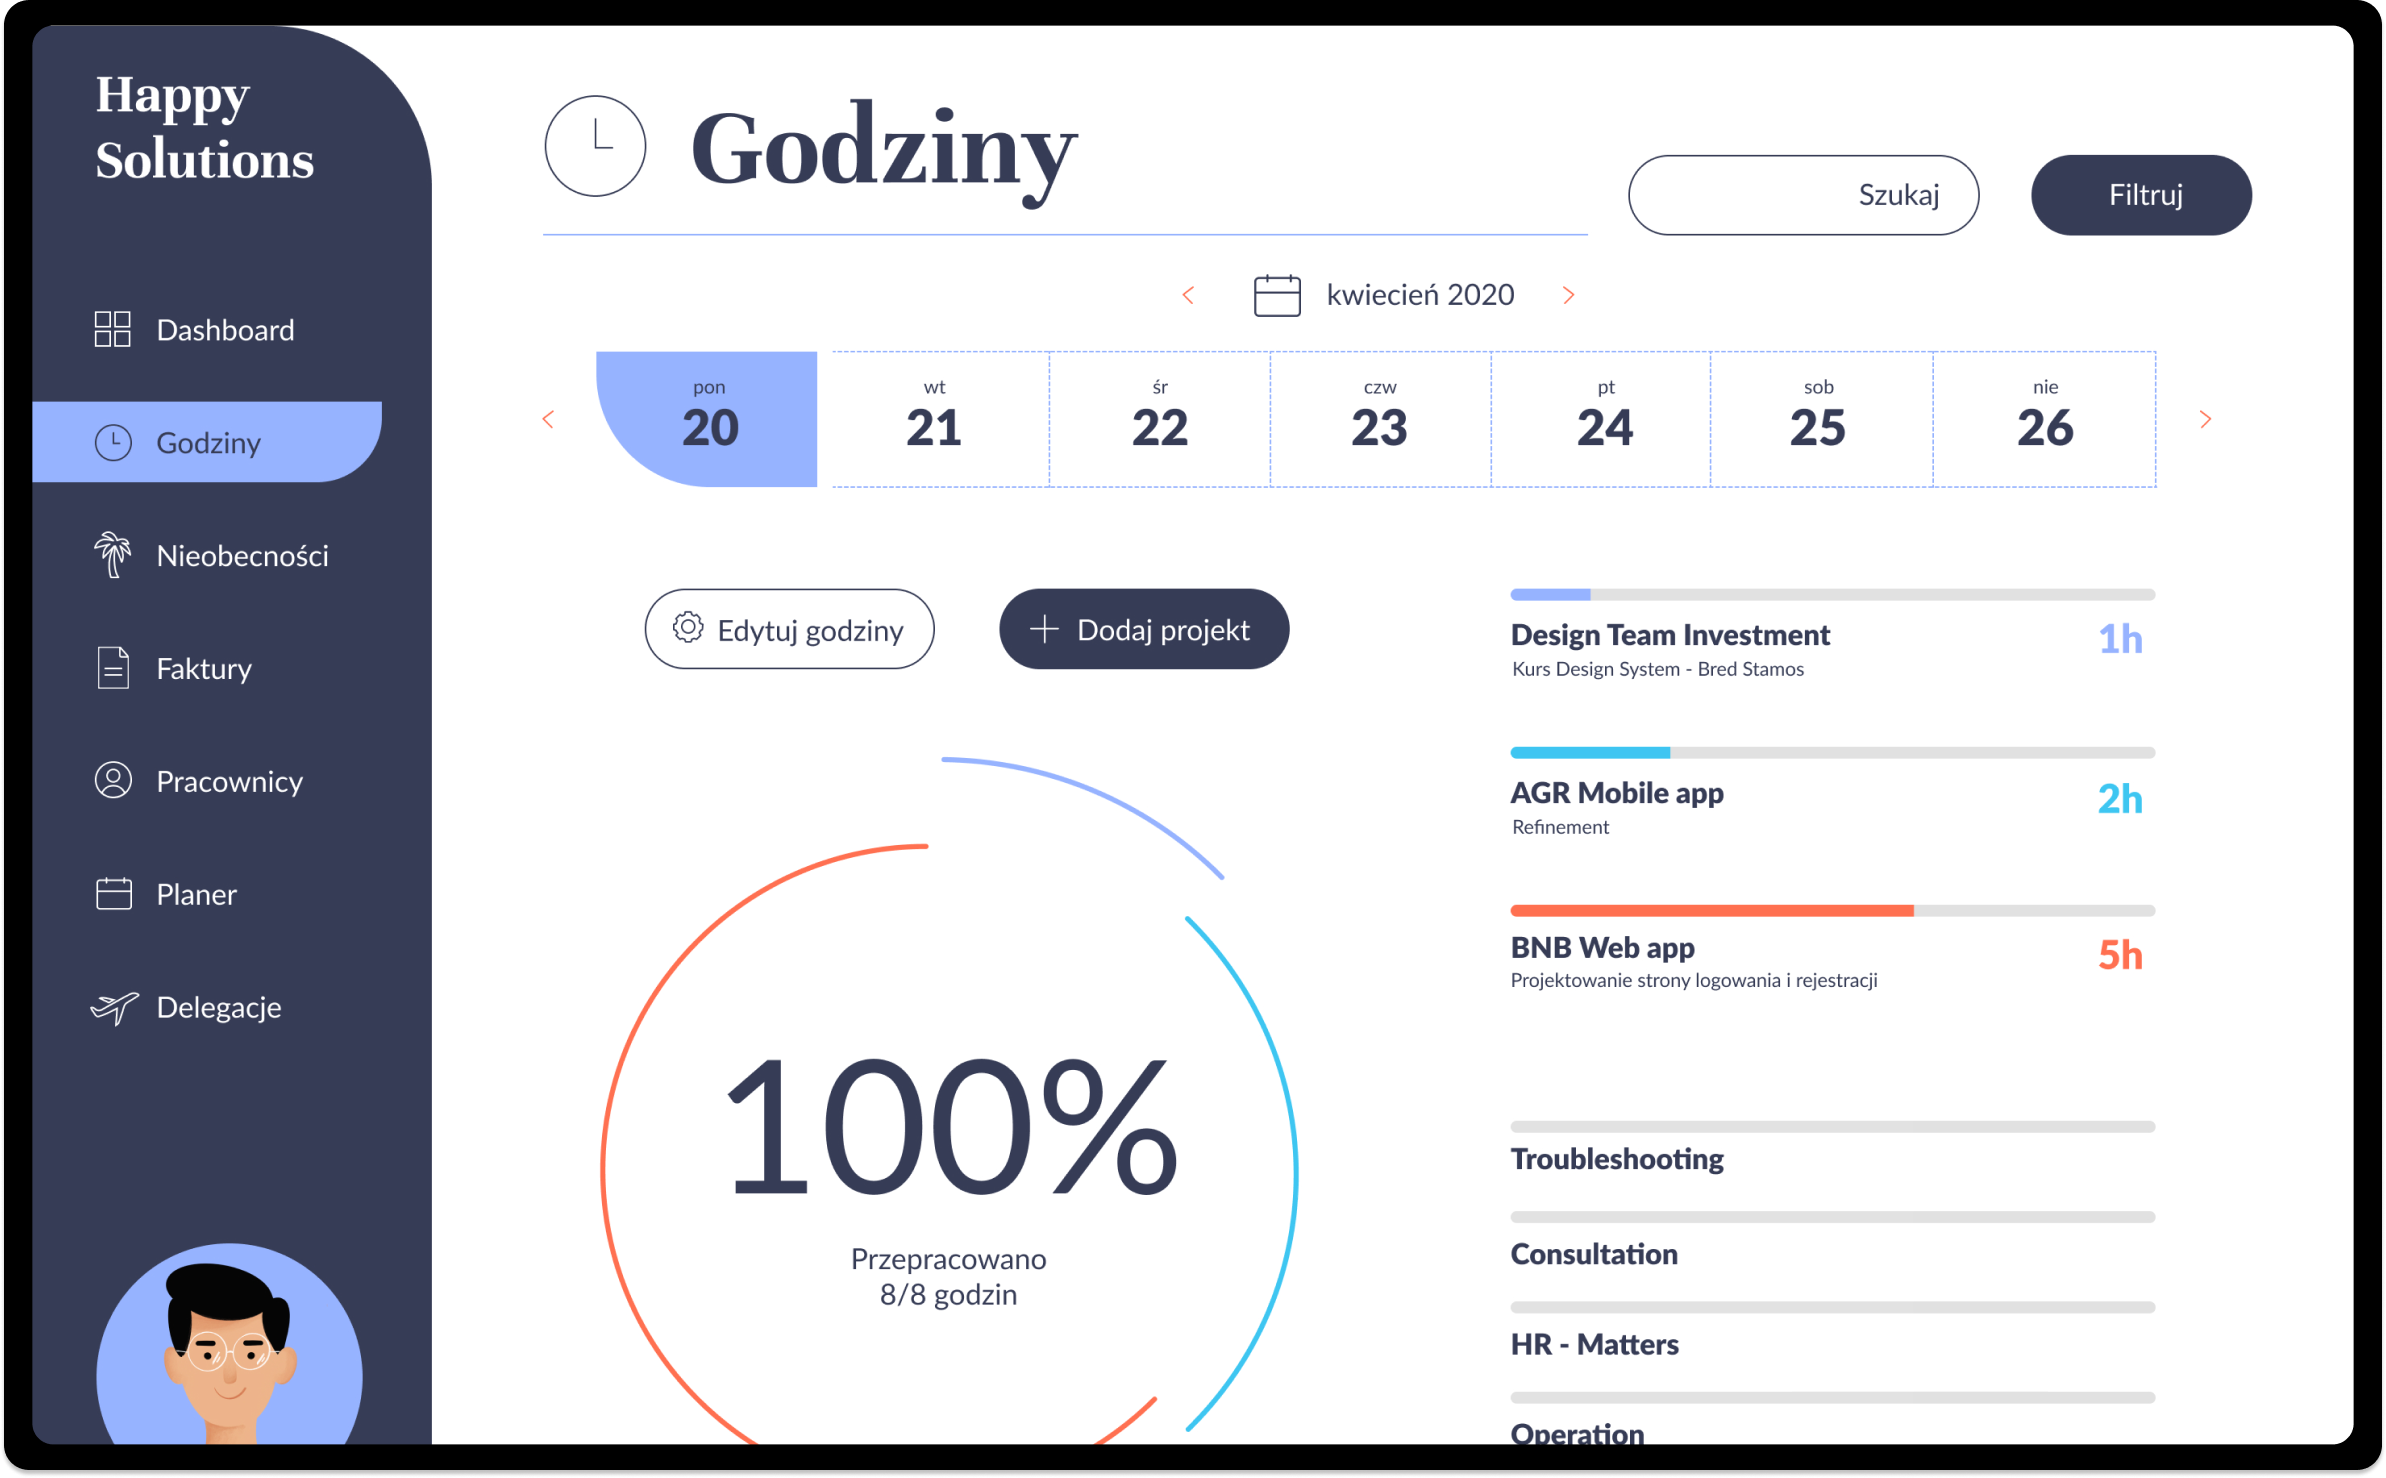 Happy
Solutions
Dashboard
Godziny
Nieobecności
Faktury
Pracownicy
Planer
Delegacje
Godziny
Szukaj
Filtruj
kwiecień 2020
pon
20
wt
21
śr
22
czw
23
pt
24
sob
25
nie
26
Edytuj godziny
Dodaj projekt
100%
Przepracowano
8/8 godzin
Design Team Investment
1h
Kurs Design System - Bred Stamos
AGR Mobile app
2h
Refinement
BNB Web app
5h
Projektowanie strony logowania i rejestracji
Troubleshooting
Consultation
HR - Matters
Operation